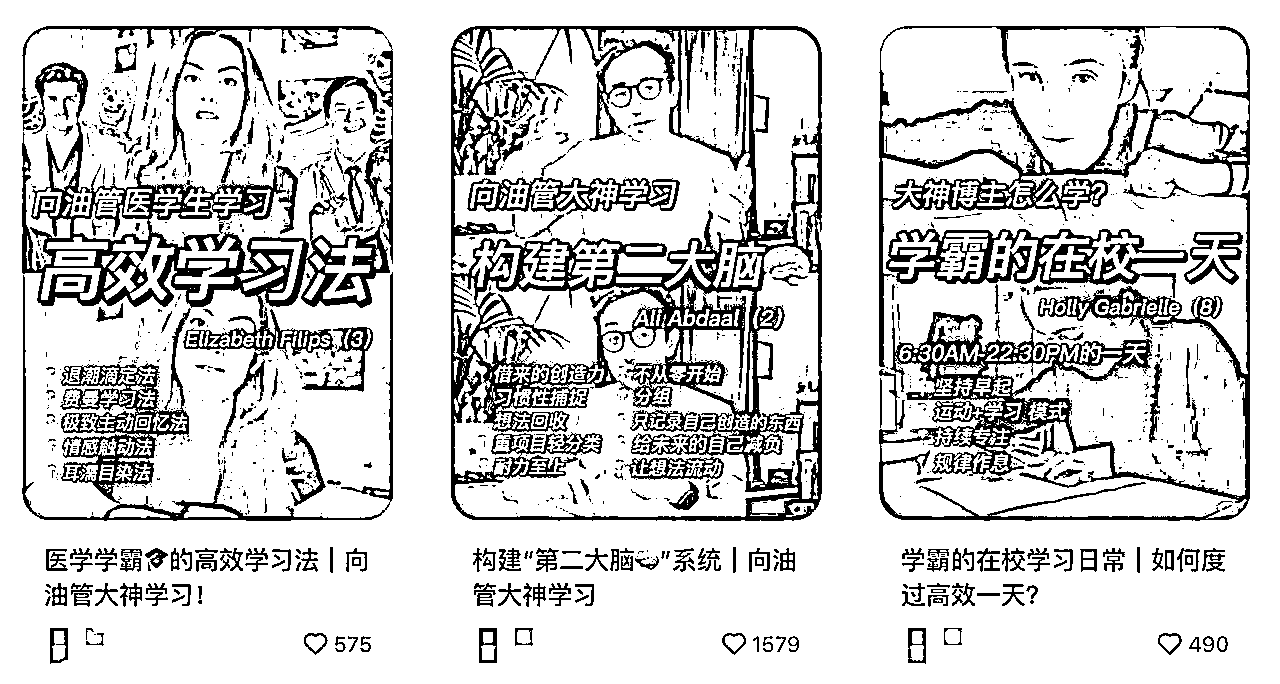 向油管医学生学习
高效学习法
Elizabeth Filips（3）
退潮滴定法
费曼学习法
极致主动回忆法
情感触动法
耳濡目染法
医学学霸🎓的高效学习法｜向
油管大神学习！
575
向油管大神学习
构建第二大脑
Ali Abdaal（2）
借来的创造力
习惯性捕捉
想法回收
重项目轻分类
耐力至上
不从零开始
分组
只记录自己创造的东西
给未来的自己减负
让想法流动
构建“第二大脑🧠”系统｜向油
管大神学习
1579
大神博主怎么学？
学霸的在校一天
Holly Gabrielle（8）
6:30AM-22:30PM的一天
坚持早起
运动+学习 模式
持续专注
规律作息
学霸的在校学习日常｜如何度
过高效一天？
490